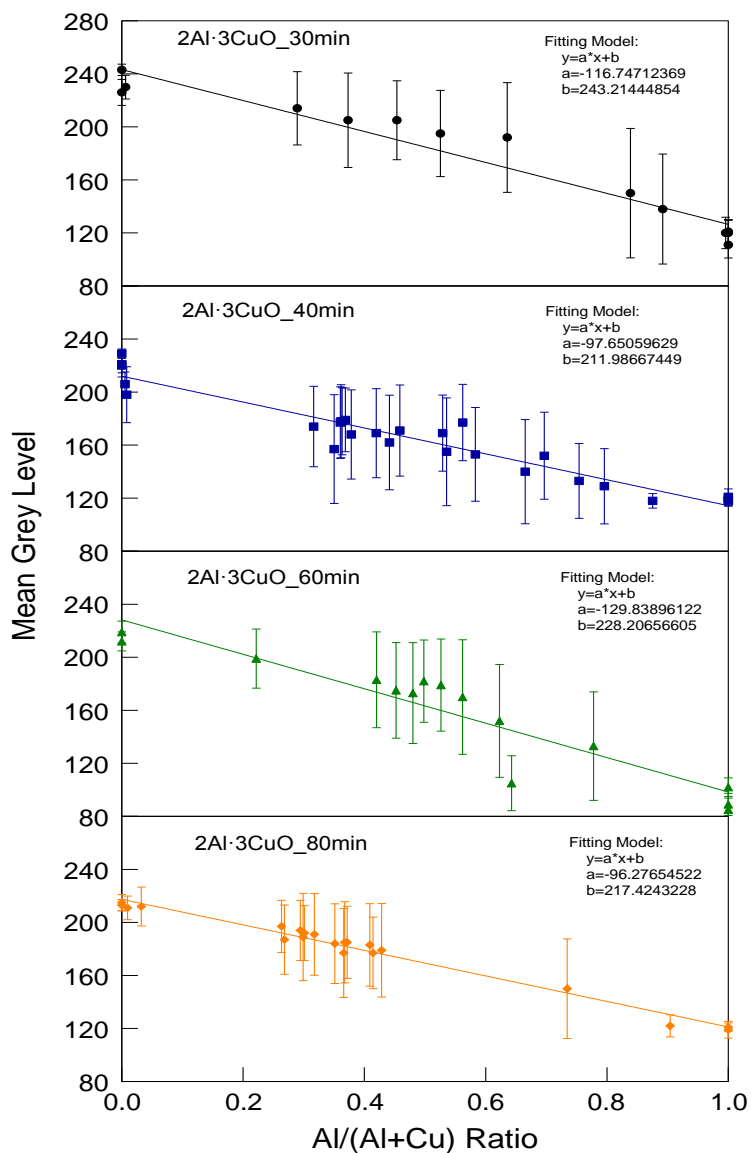 280
240
200
160
120
80
2Al·3CuO_30min
Fitting Model:
y=a*x+b
a=-116.74712369
b=243.21444854
240
200
160
120
80
2Al·3CuO_40min
Fitting Model:
y=a*x+b
a=-97.65059629
b=211.98667449
Mean Grey Level
240
200
160
120
80
2Al·3CuO_60min
Fitting Model:
y=a*x+b
a=-129.83896122
b=228.20656605
240
200
160
120
80
2Al·3CuO_80min
Fitting Model:
y=a*x+b
a=-96.27654522
b=217.4243228
0.0 0.2 0.4 0.6 0.8 1.0
Al/(Al+Cu) Ratio